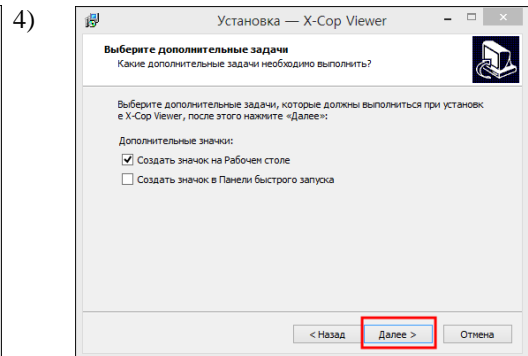 4)
Установка — X-Cop Viewer
Выберите дополнительные задачи
Какие дополнительные задачи необходимо выполнить?
Выберите дополнительные задачи, которые должны выполниться при установк
е X-Cop Viewer, после этого нажмите «Далее»:
Дополнительные значки:
Создать значок на Рабочем столе
Создать значок в Панели быстрого запуска
< Назад Далее > Отмена